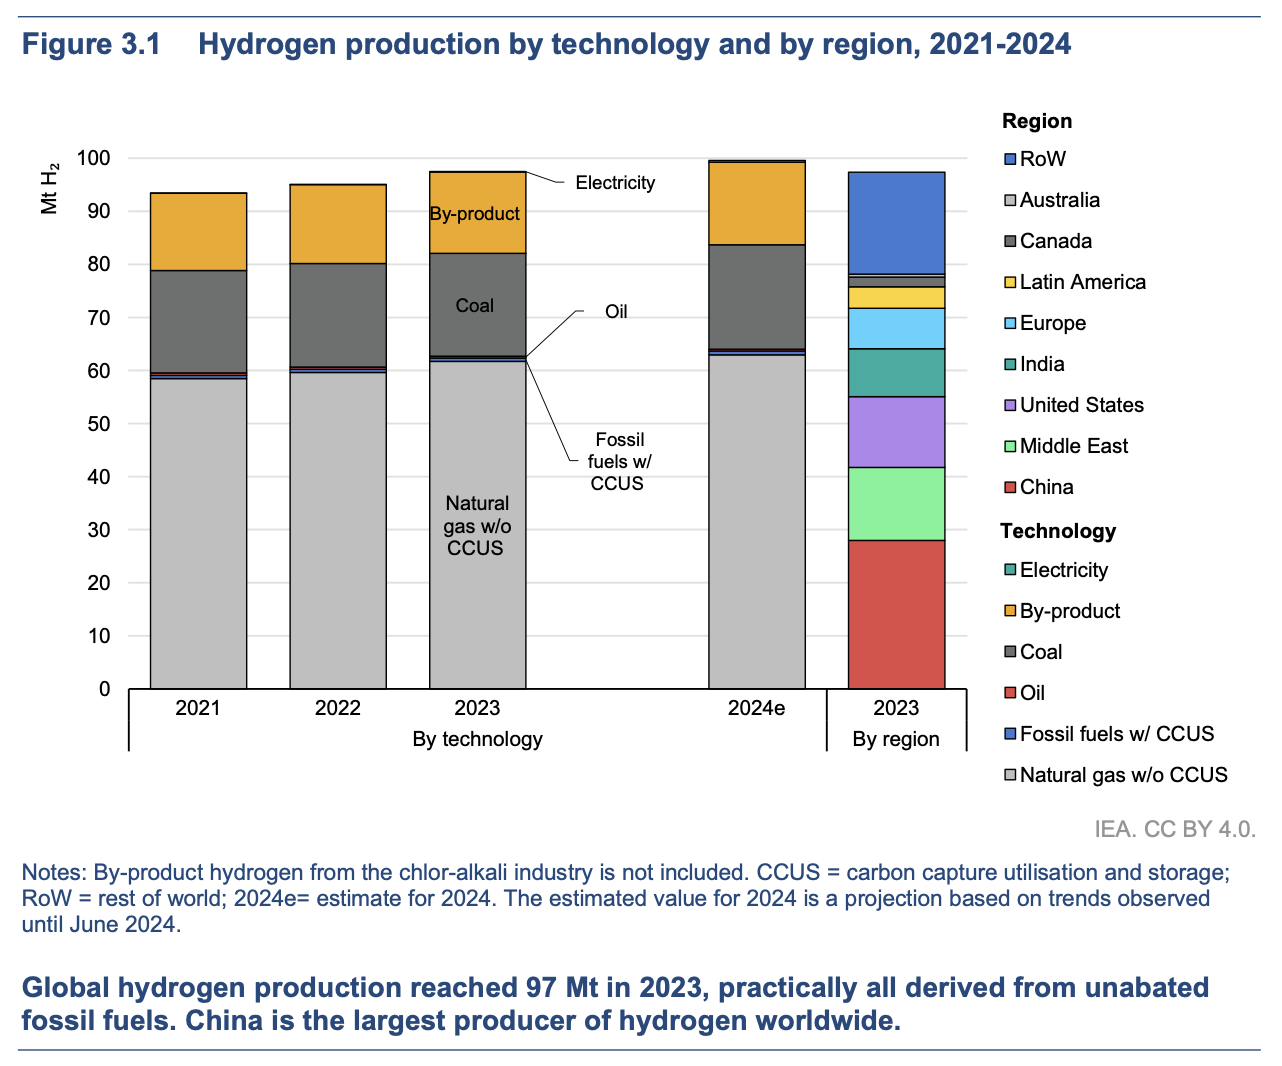 Figure 3.1 Hydrogen production by technology and by region, 2021-2024
Mt H₂
100
90
80
70
60
50
40
30
20
10
0
Electricity
By-product
Coal
Oil
Fossil
fuels w/
CCUS
Natural
gas w/o
CCUS
2021
2022
2023
2024e
2023
By technology
By region
Region
RoW
Australia
Canada
Latin America
Europe
India
United States
Middle East
China
Technology
Electricity
By-product
Coal
Oil
Fossil fuels w/ CCUS
Natural gas w/o CCUS
IEA. CC BY 4.0.
Notes: By-product hydrogen from the chlor-alkali industry is not included. CCUS = carbon capture utilisation and storage;
RoW = rest of world; 2024e= estimate for 2024. The estimated value for 2024 is a projection based on trends observed
until June 2024.
Global hydrogen production reached 97 Mt in 2023, practically all derived from unabated
fossil fuels. China is the largest producer of hydrogen worldwide.